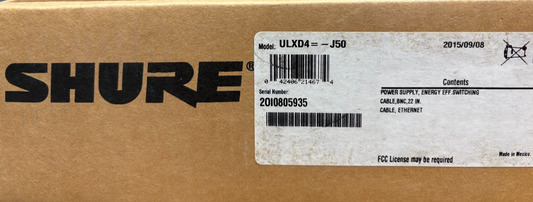 SHURE®
Model: ULXD4= -J50
2015/09/08
0 42406 21467 4
Serial Number:
20I0805935
Contents
POWER SUPPLY, ENERGY EFF.SWITCHING
CABLE,BNC,22 IN.
CABLE, ETHERNET
Made in Mexico.
FCC License may be required